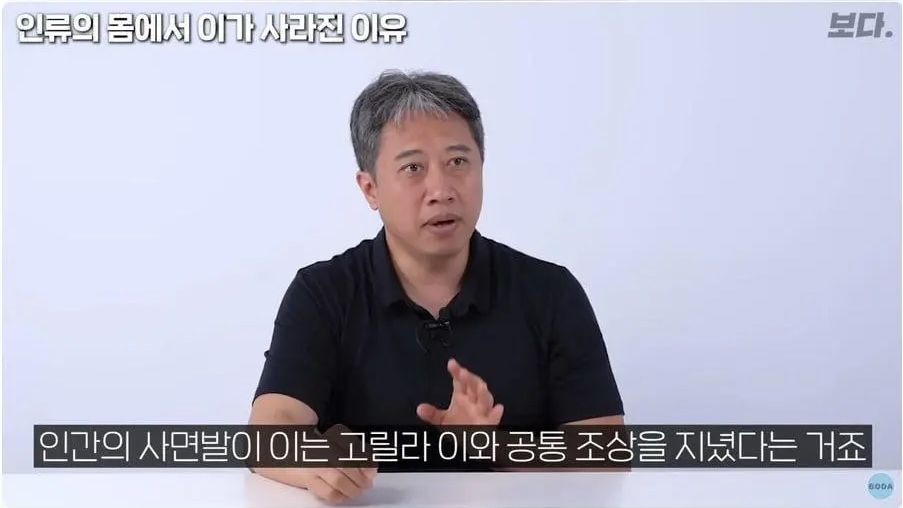 인류의 몸에서 이가 사라진 이유
보다.
인간의 사면발이 이는 고릴라 이와 공통 조상을 지녔다는 거죠
BODA